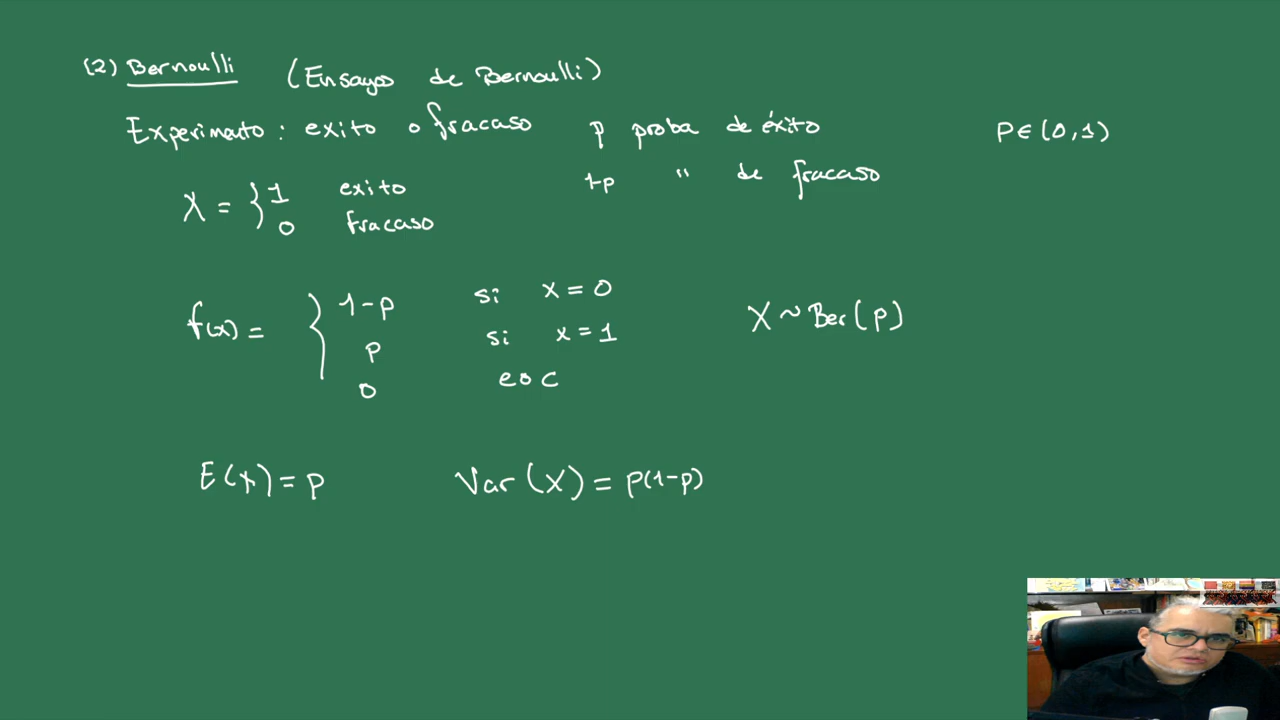 (2) Bernoulli (Ensayos de Bernoulli)
Experimento: exito o fracaso p proba de éxito P∈(0,1)
1-p " de fracaso
X = { 1 exito
0 fracaso
f(x) = { 1-p si x=0
p si x=1
0 eoc
X ~ Ber(p)
E(X) = p Var(X) = p(1-p)